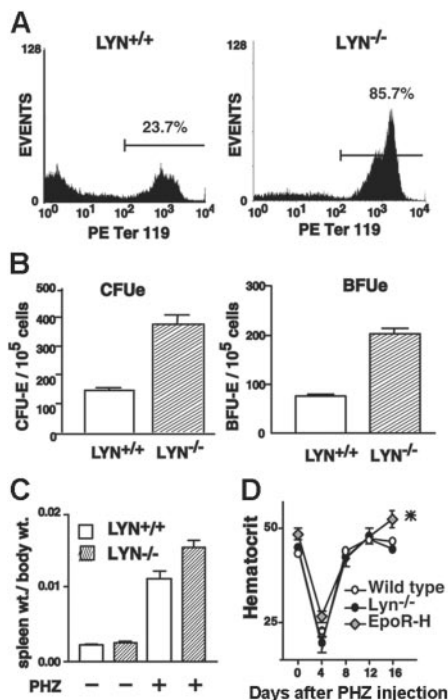 A
LYN+/+
LYN-/-
128
EVENTS
23.7%
0
10^0 10^1 10^2 10^3 10^4
PE Ter 119
128
EVENTS
85.7%
0
10^0 10^1 10^2 10^3 10^4
PE Ter 119
B
CFUe
CFU-E / 10^5 cells
500
400
300
200
100
0
LYN+/+ LYN-/-
BFUe
BFU-E / 10^5 cells
300
200
100
0
LYN+/+ LYN-/-
C
LYN+/+
LYN-/-
spleen wt./ body wt.
0.02
0.01
0.00
PHZ - - + +
D
Hematocrit
45
25
*
Wild type
Lyn-/-
EpoR-H
0 4 8 12 16
Days after PHZ injection